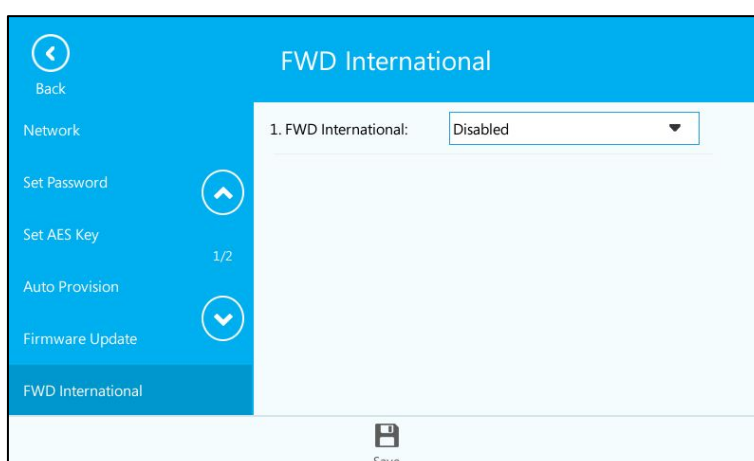 Back
FWD International
Network
Set Password
Set AES Key
1/2
Auto Provision
Firmware Update
FWD International
1. FWD International: Disabled
Save